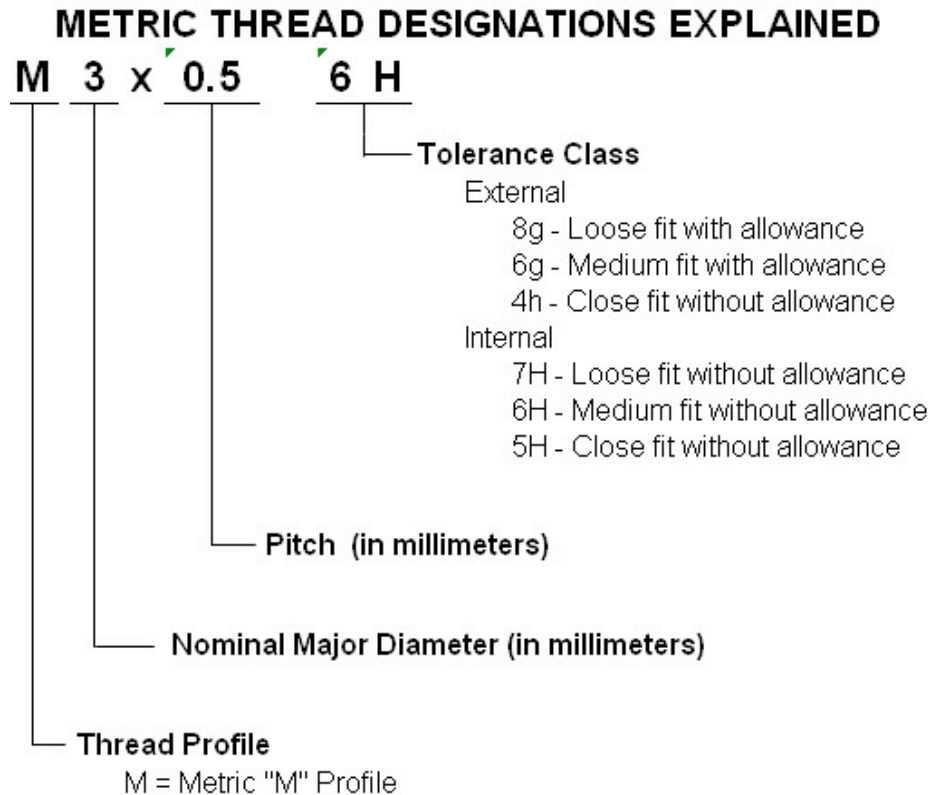 METRIC THREAD DESIGNATIONS EXPLAINED
M 3 x 0.5 6 H
Tolerance Class
External
8g - Loose fit with allowance
6g - Medium fit with allowance
4h - Close fit without allowance
Internal
7H - Loose fit without allowance
6H - Medium fit without allowance
5H - Close fit without allowance
Pitch (in millimeters)
Nominal Major Diameter (in millimeters)
Thread Profile
M = Metric "M" Profile